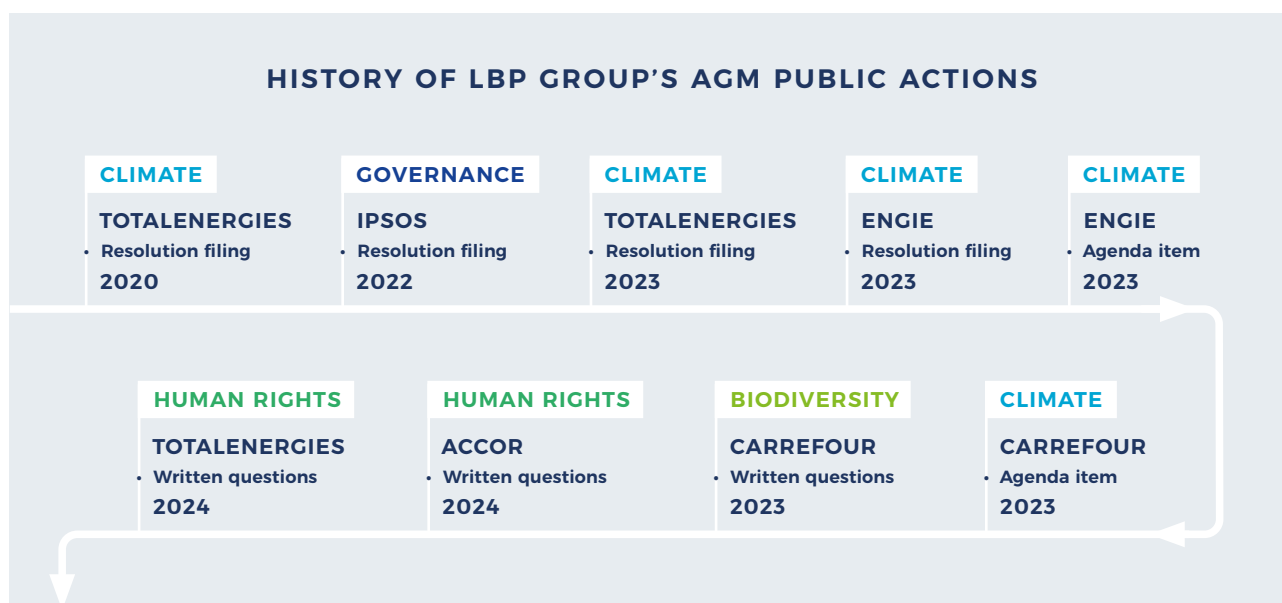 HISTORY OF LBP GROUP'S AGM PUBLIC ACTIONS
CLIMATE
TOTALENERGIES
• Resolution filing
2020
GOVERNANCE
IPSOS
• Resolution filing
2022
CLIMATE
TOTALENERGIES
• Resolution filing
2023
CLIMATE
ENGIE
• Resolution filing
2023
CLIMATE
ENGIE
• Agenda item
2023
HUMAN RIGHTS
TOTALENERGIES
• Written questions
2024
HUMAN RIGHTS
ACCOR
• Written questions
2024
BIODIVERSITY
CARREFOUR
• Written questions
2023
CLIMATE
CARREFOUR
• Agenda item
2023